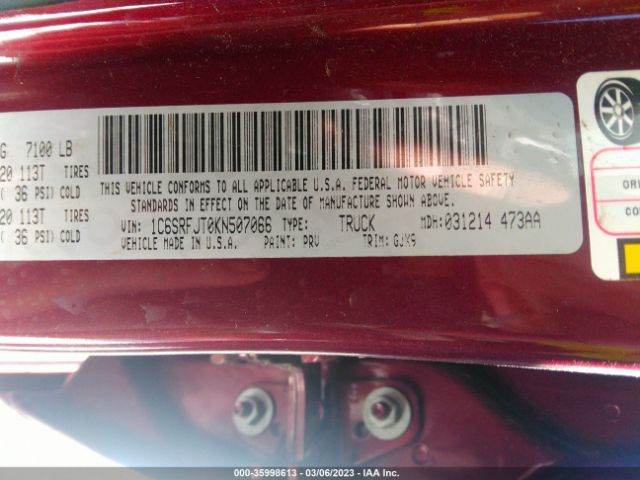 G 7100 LB
20 113T TIRES
( 36 PSI) COLD
20 113T TIRES
( 36 PSI) COLD
THIS VEHICLE CONFORMS TO ALL APPLICABLE U.S.A. FEDERAL MOTOR VEHICLE SAFETY
STANDARDS IN EFFECT ON THE DATE OF MANUFACTURE SHOWN ABOVE.
VIN: 1C6SRFJT0KN507066 TYPE: TRUCK MDH: 031214 473AA
VEHICLE MADE IN U.S.A. PAINT: PRV TRIM: GJX9
ORI
000-35998613 — 03/06/2023 — IAA Inc.